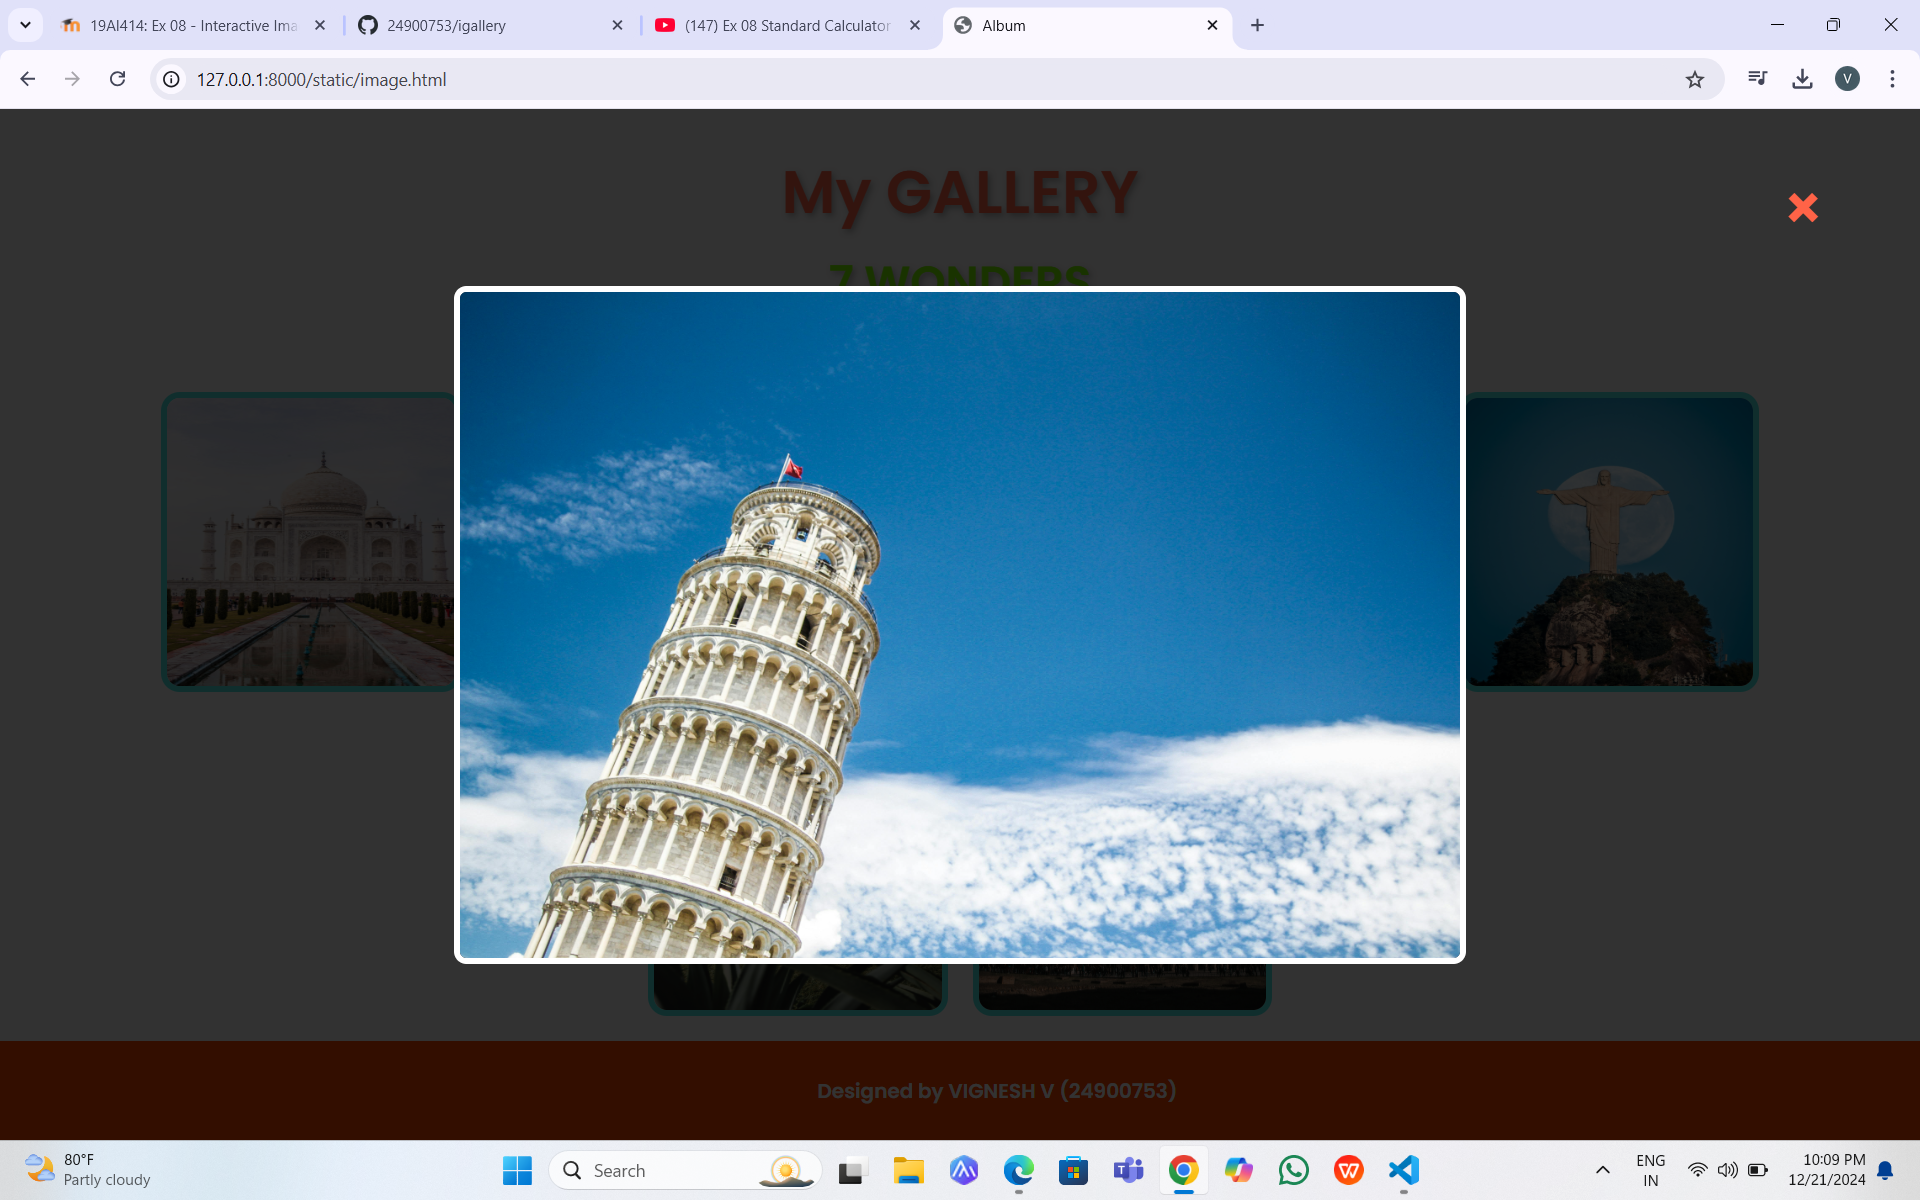 19AI414: Ex 08 - Interactive Ima
24900753/igallery
(147) Ex 08 Standard Calculator
Album
127.0.0.1:8000/static/image.html
V
My GALLERY
7 WONDERS
Designed by VIGNESH V (24900753)
80°F
Partly cloudy
Search
ENG
IN
10:09 PM
12/21/2024